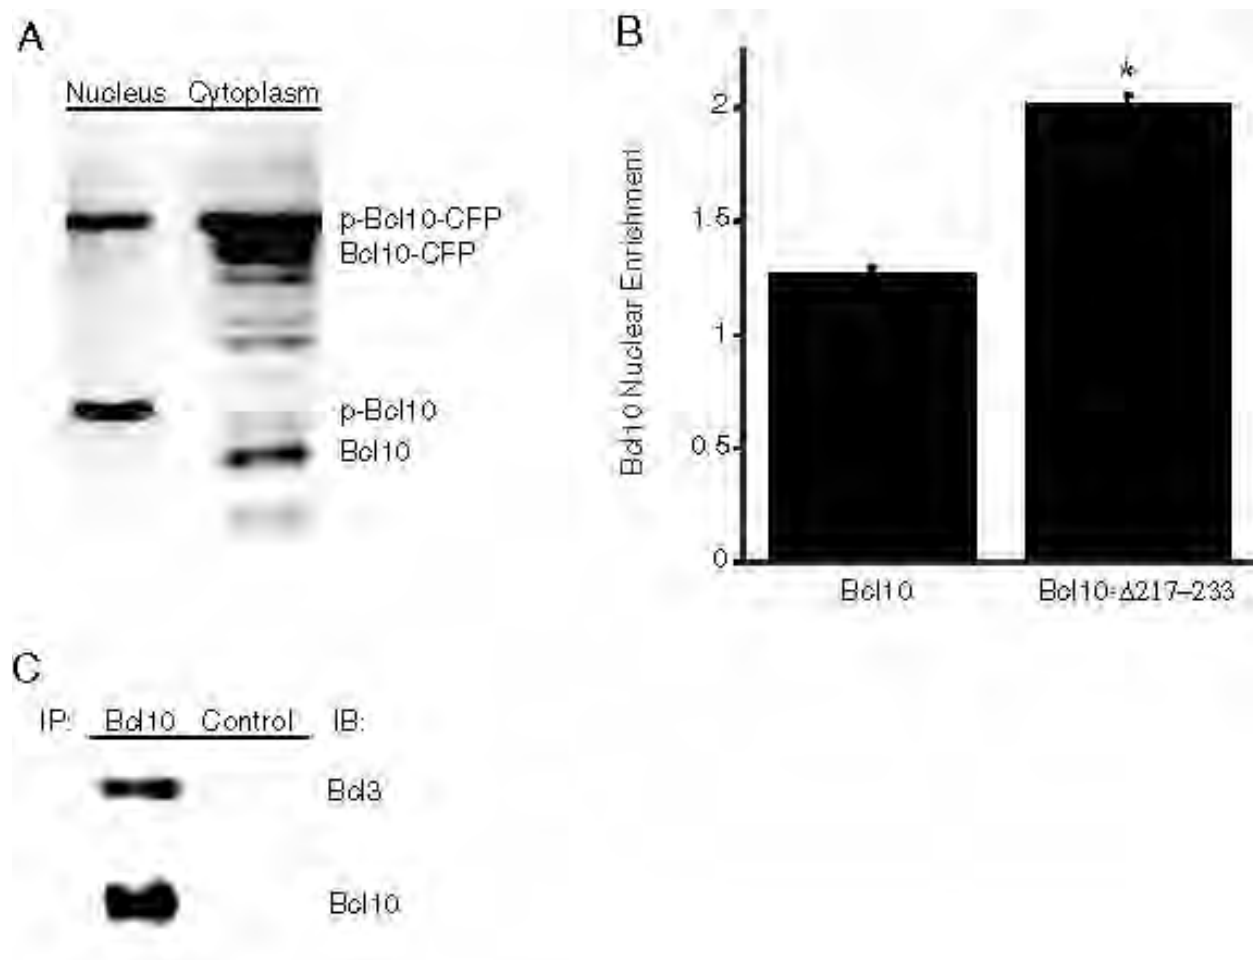 A
Nucleus Cytoplasm
p-Bcl10-CFP
Bcl10-CFP
p-Bcl10
Bcl10
B
Bcl10 Nuclear Enrichment
*
2
1.5
1
0.5
0
Bcl10
Bcl10-Δ217–233
C
IP: Bcl10 Control IB:
Bcl3
Bcl10